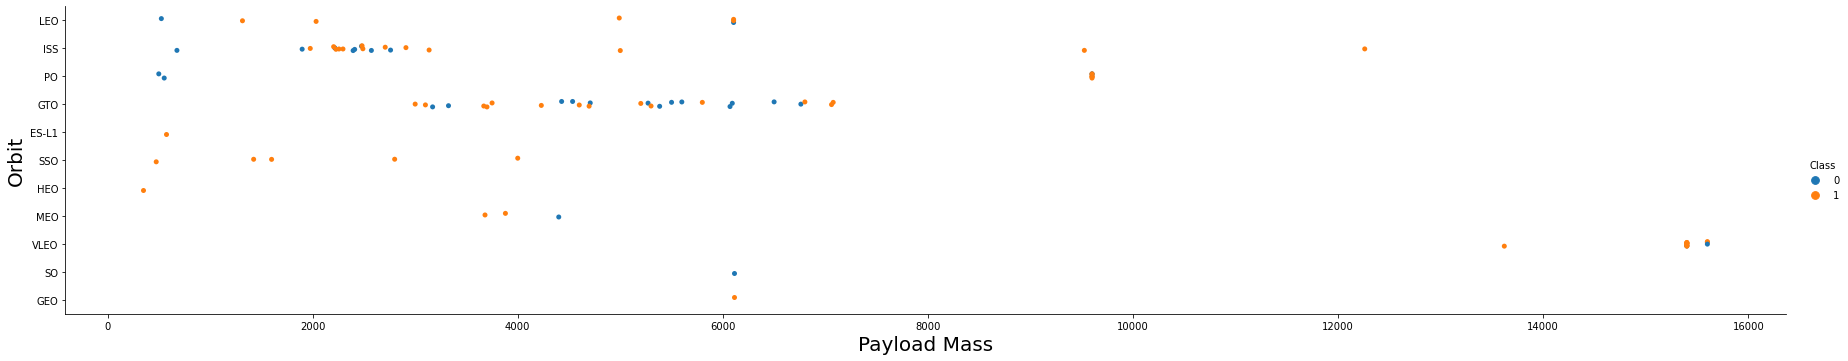 LEO
ISS
PO
GTO
ES-L1
SSO
HEO
MEO
VLEO
SO
GEO
Orbit
0 2000 4000 6000 8000 10000 12000 14000 16000
Payload Mass
Class
0
1